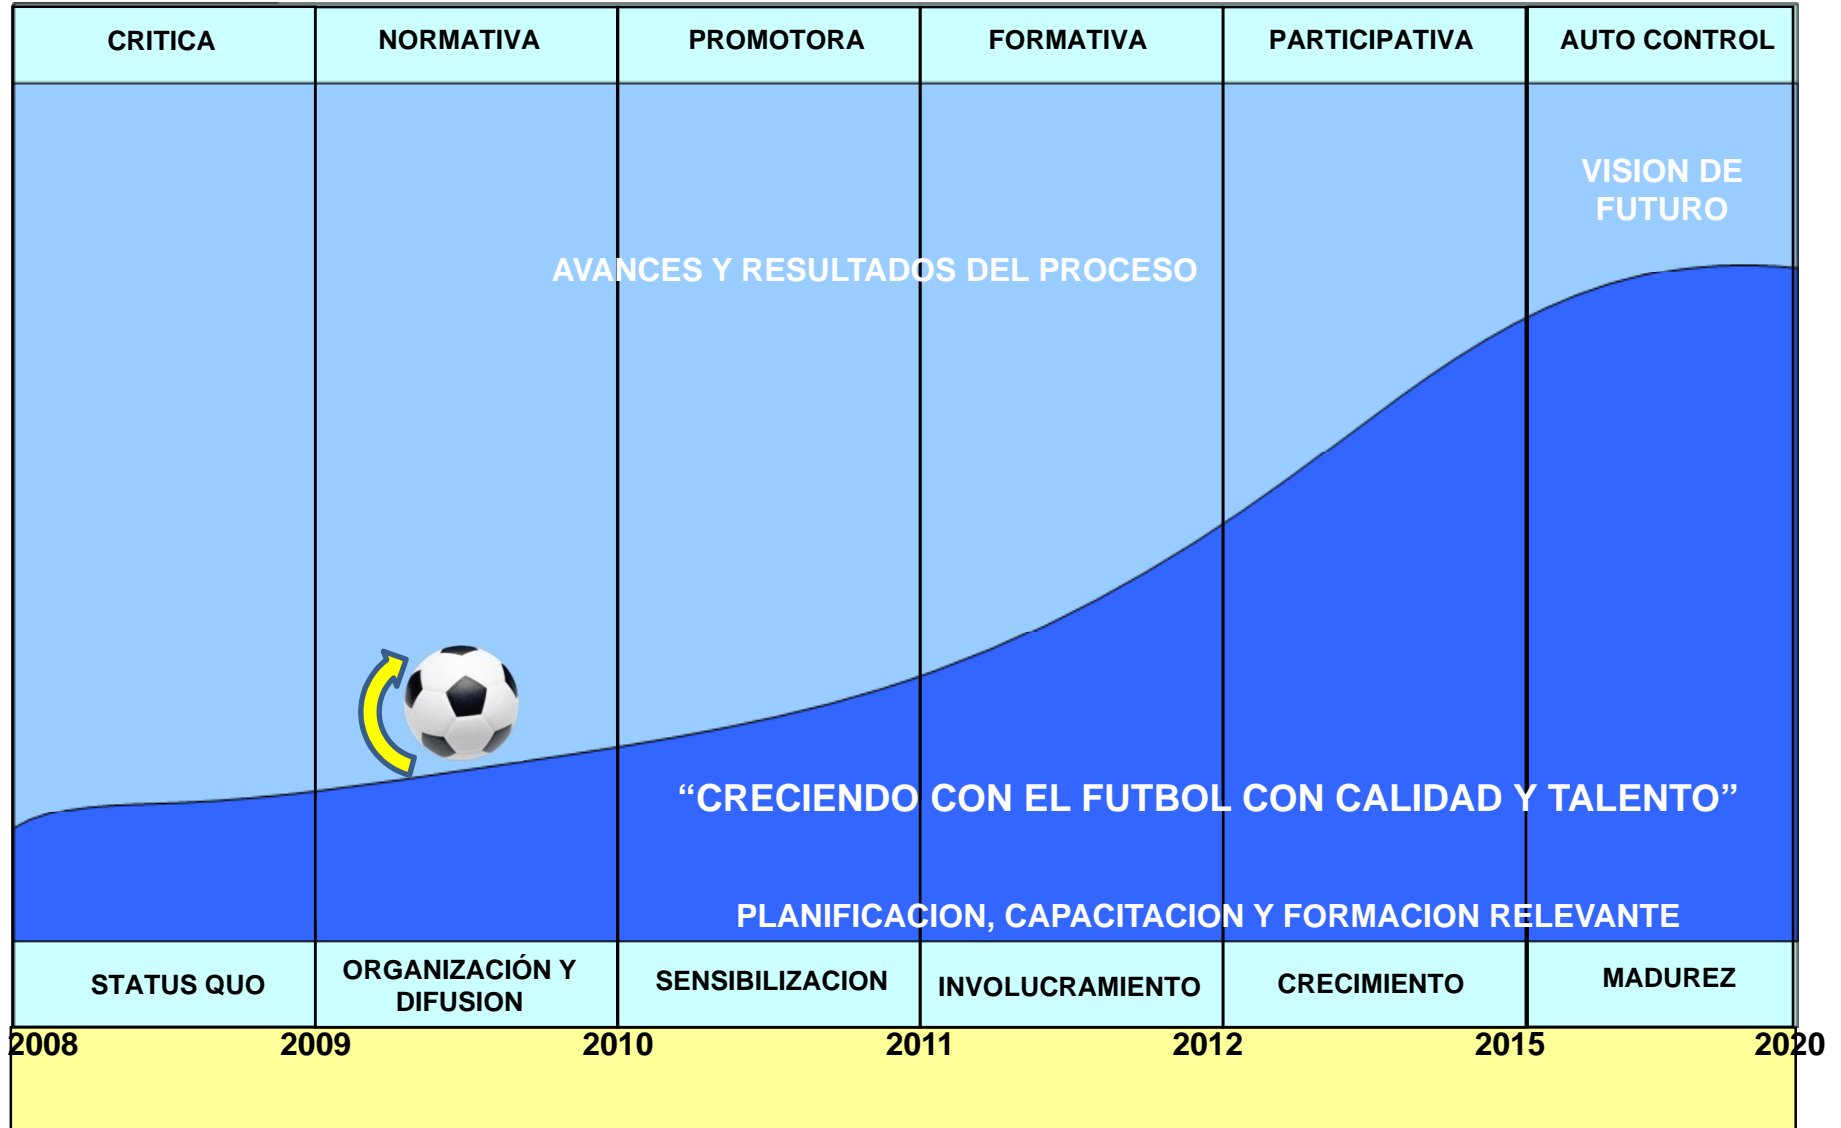 CRITICA
NORMATIVA
PROMOTORA
FORMATIVA
PARTICIPATIVA
AUTO CONTROL
VISION DE
FUTURO
AVANCES Y RESULTADOS DEL PROCESO
“CRECIENDO CON EL FUTBOL CON CALIDAD Y TALENTO”
PLANIFICACION, CAPACITACION Y FORMACION RELEVANTE
STATUS QUO
ORGANIZACIÓN Y
DIFUSION
SENSIBILIZACION
INVOLUCRAMIENTO
CRECIMIENTO
MADUREZ
2008
2009
2010
2011
2012
2015
2020